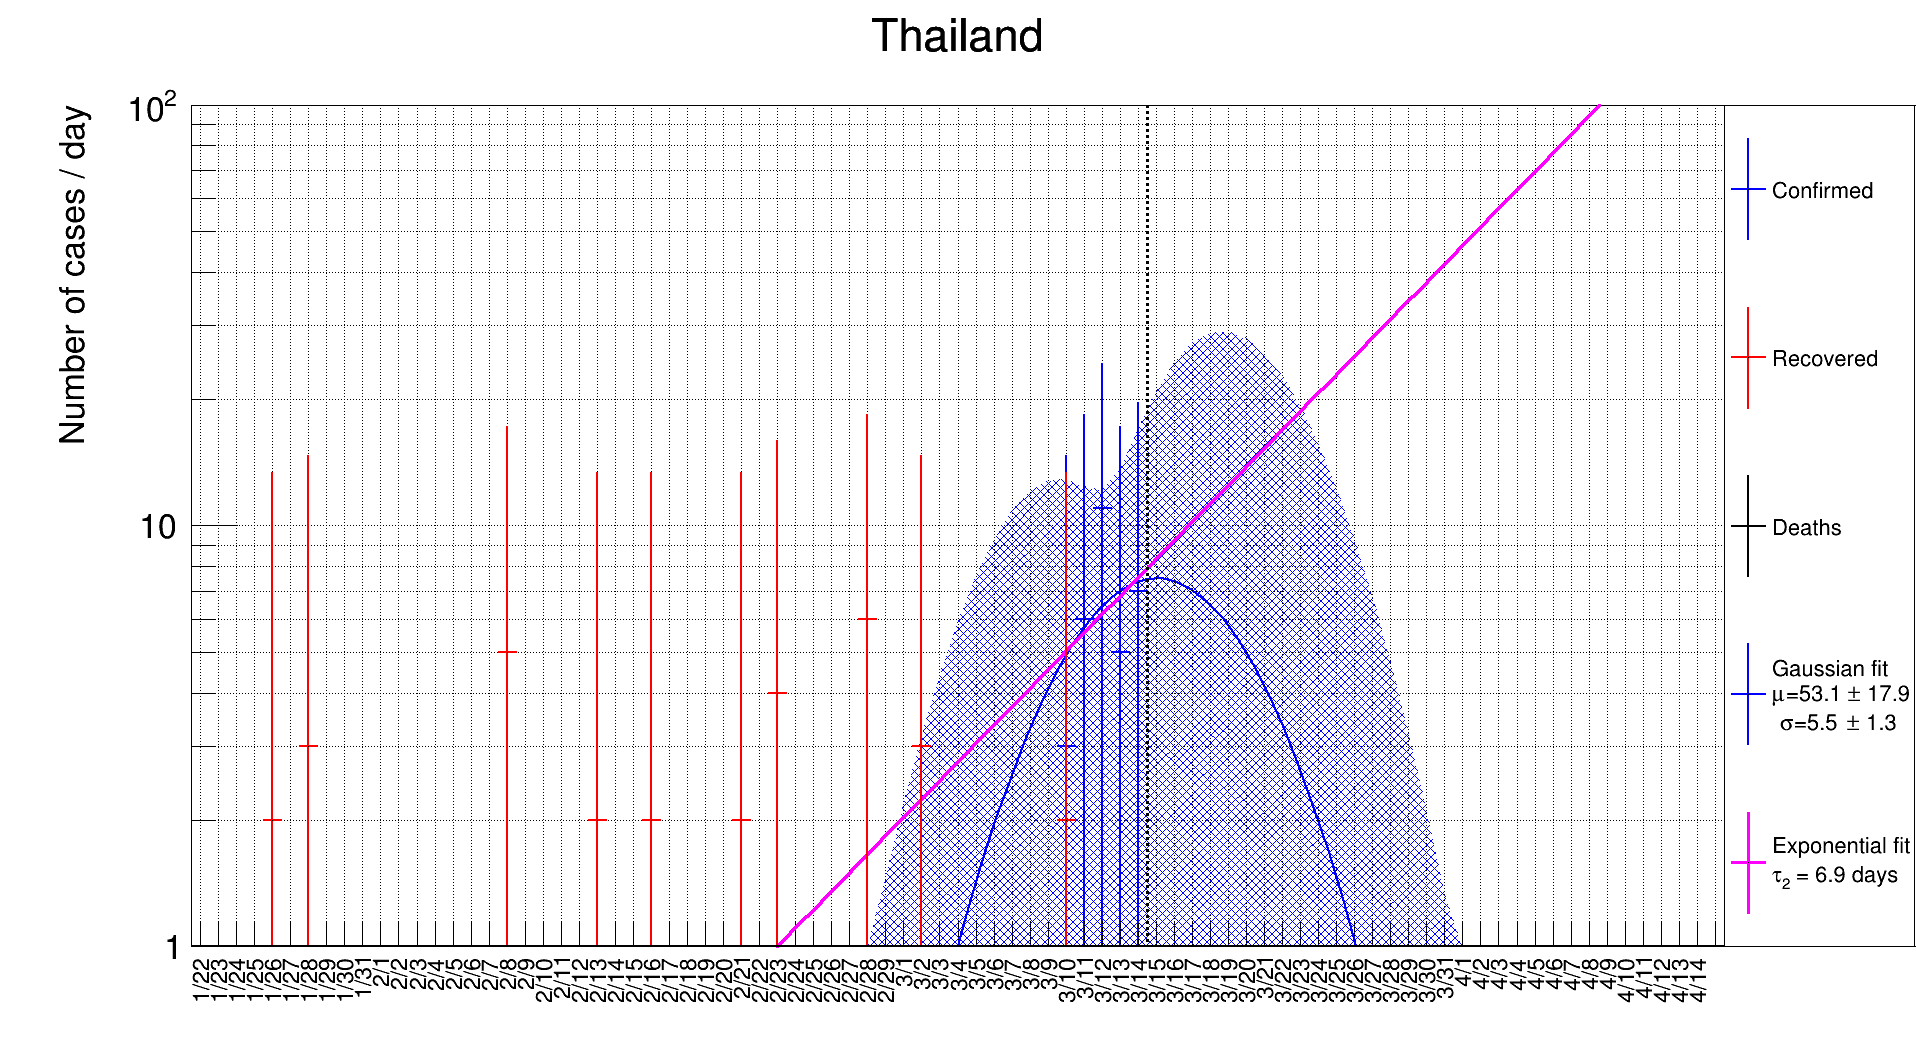 Thailand
Number of cases / day
10²
10
1
1/22 1/23 1/24 1/25 1/26 1/27 1/28 1/29 1/30 1/31 2/1 2/2 2/3 2/4 2/5 2/6 2/7 2/8 2/9 2/10 2/11 2/12 2/13 2/14 2/15 2/16 2/17 2/18 2/19 2/20 2/21 2/22 2/23 2/24 2/25 2/26 2/27 2/28 2/29 3/1 3/2 3/3 3/4 3/5 3/6 3/7 3/8 3/9 3/10 3/11 3/12 3/13 3/14 3/15 3/16 3/17 3/18 3/19 3/20 3/21 3/22 3/23 3/24 3/25 3/26 3/27 3/28 3/29 3/30 3/31 4/1 4/2 4/3 4/4 4/5 4/6 4/7 4/8 4/9 4/10 4/11 4/12 4/13 4/14
Confirmed
Recovered
Deaths
Gaussian fit
μ=53.1 ± 17.9
σ=5.5 ± 1.3
Exponential fit
τ₂ = 6.9 days